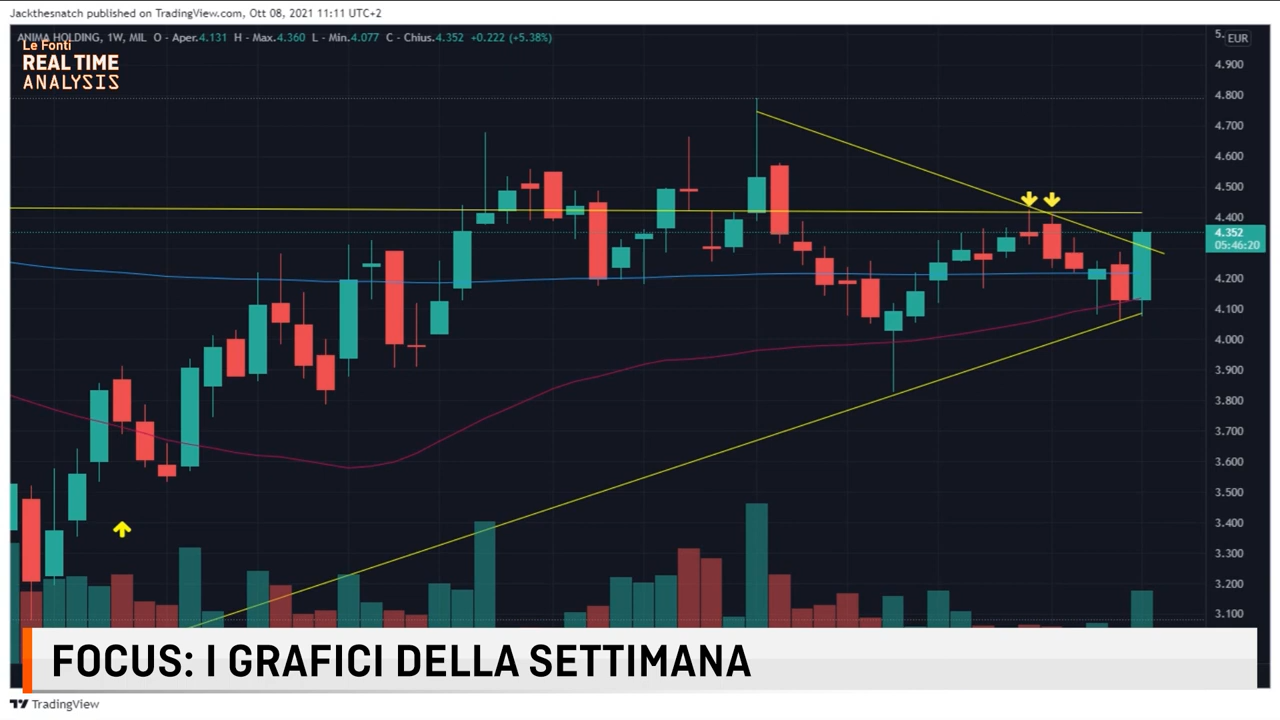 Jackthesnatch published on TradingView.com, Ott 08, 2021 11:11 UTC+2
ANIMA HOLDING, 1W, MIL O - Aper.4.131 H - Max.4.360 L - Min.4.077 C - Chius.4.352 +0.222 (+5.38%)
Le Fonti
REAL TIME
ANALYSIS
5.
EUR
4.900
4.800
4.700
4.600
4.500
4.400
4.352
05:46:20
4.200
4.100
4.000
3.900
3.800
3.700
3.600
3.500
3.400
3.300
3.200
3.100
FOCUS: I GRAFICI DELLA SETTIMANA
TradingView